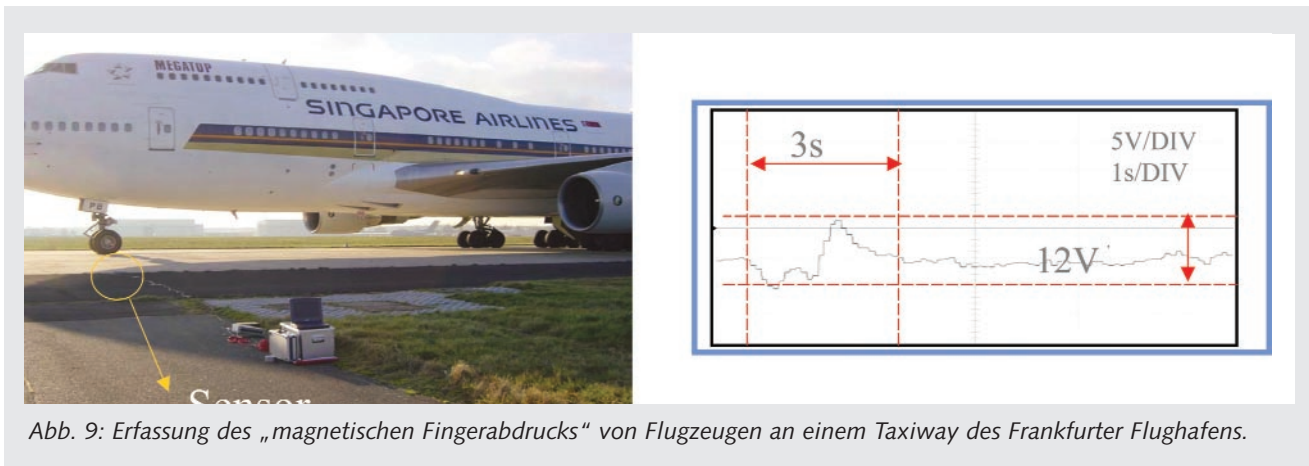 MEGATOP
SINGAPORE AIRLINES
PB
Sensor
3s
5V/DIV
1s/DIV
12V
Abb. 9: Erfassung des „magnetischen Fingerabdrucks“ von Flugzeugen an einem Taxiway des Frankfurter Flughafens.